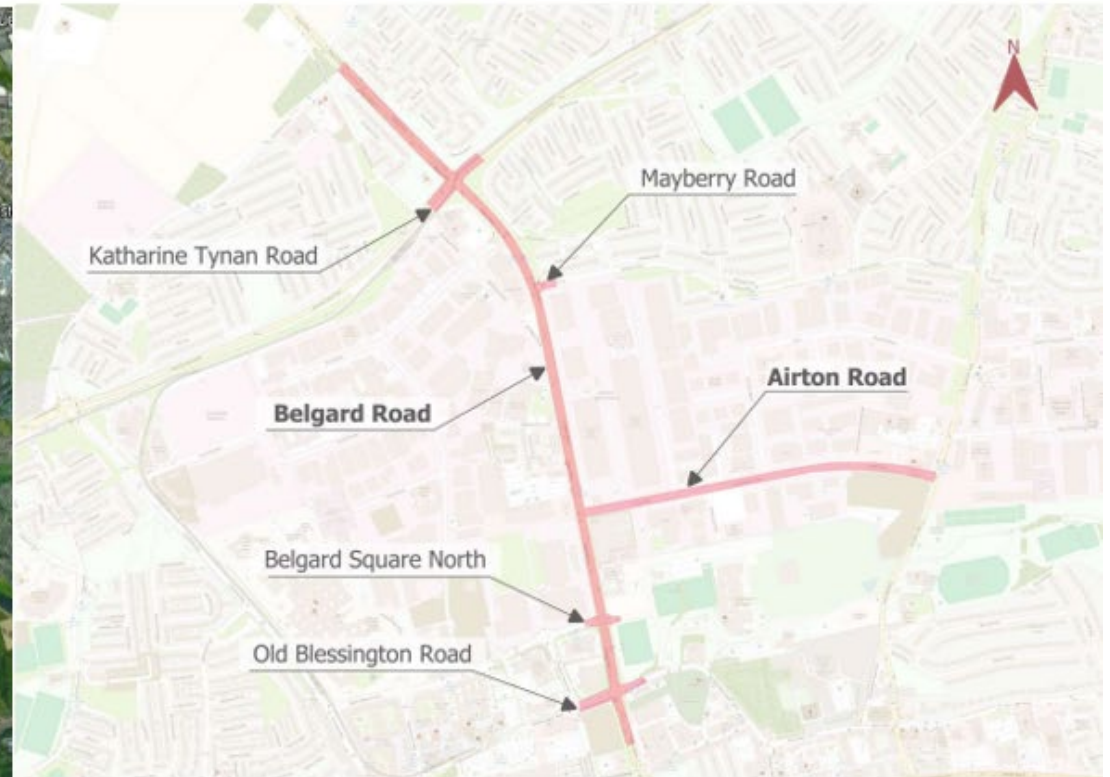 N
Mayberry Road
Katharine Tynan Road
Airton Road
Belgard Road
Belgard Square North
Old Blessington Road